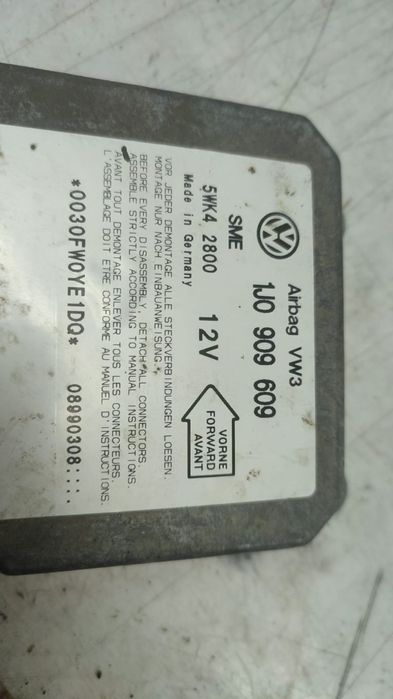 Airbag VW3
1J0 909 609
SME
5WK4 2800 12V
Made in Germany
VORNE
FORWARD
AVANT
VOR JEDER DEMONTAGE ALLE STECKVERBINDUNGEN LOESEN.
MONTAGE NUR NACH EINBAUANWEISUNG.
BEFORE EVERY DISASSEMBLY, DETACH ALL CONNECTORS
ASSEMBLE STRICTLY ACCORDING TO MANUAL INSTRUCTIONS.
AVANT TOUT DEMONTAGE ENLEVER TOUS LES CONNECTEURS.
L'ASSEMBLAGE DOIT ETRE CONFORME AU MANUEL D'INSTRUCTIONS.
*0030FW0YE1DQ* 08990308